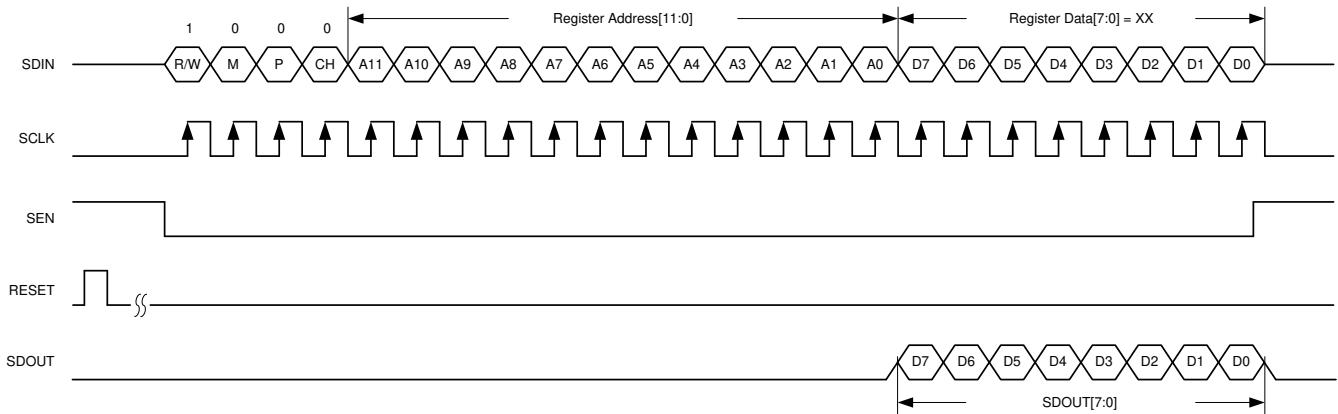 Register Address[11:0] Register Data[7:0] = XX
1 0 0 0
SDIN R/W M P CH A11 A10 A9 A8 A7 A6 A5 A4 A3 A2 A1 A0 D7 D6 D5 D4 D3 D2 D1 D0
SCLK
SEN
RESET
SDOUT D7 D6 D5 D4 D3 D2 D1 D0
SDOUT[7:0]